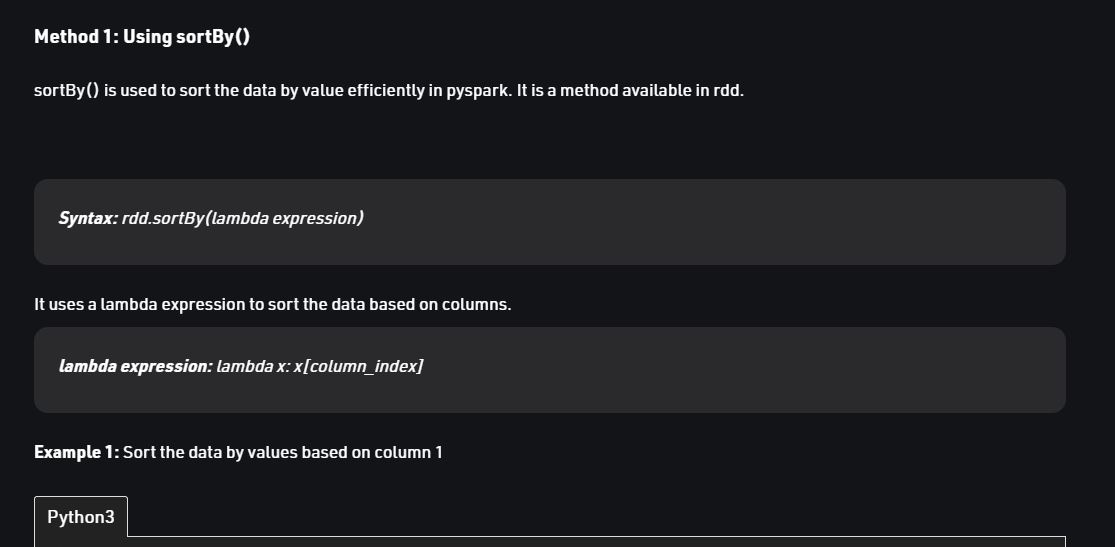 Method 1: Using sortBy()
sortBy() is used to sort the data by value efficiently in pyspark. It is a method available in rdd.
Syntax: rdd.sortBy(lambda expression)
It uses a lambda expression to sort the data based on columns.
lambda expression: lambda x: x[column_index]
Example 1: Sort the data by values based on column 1
Python3